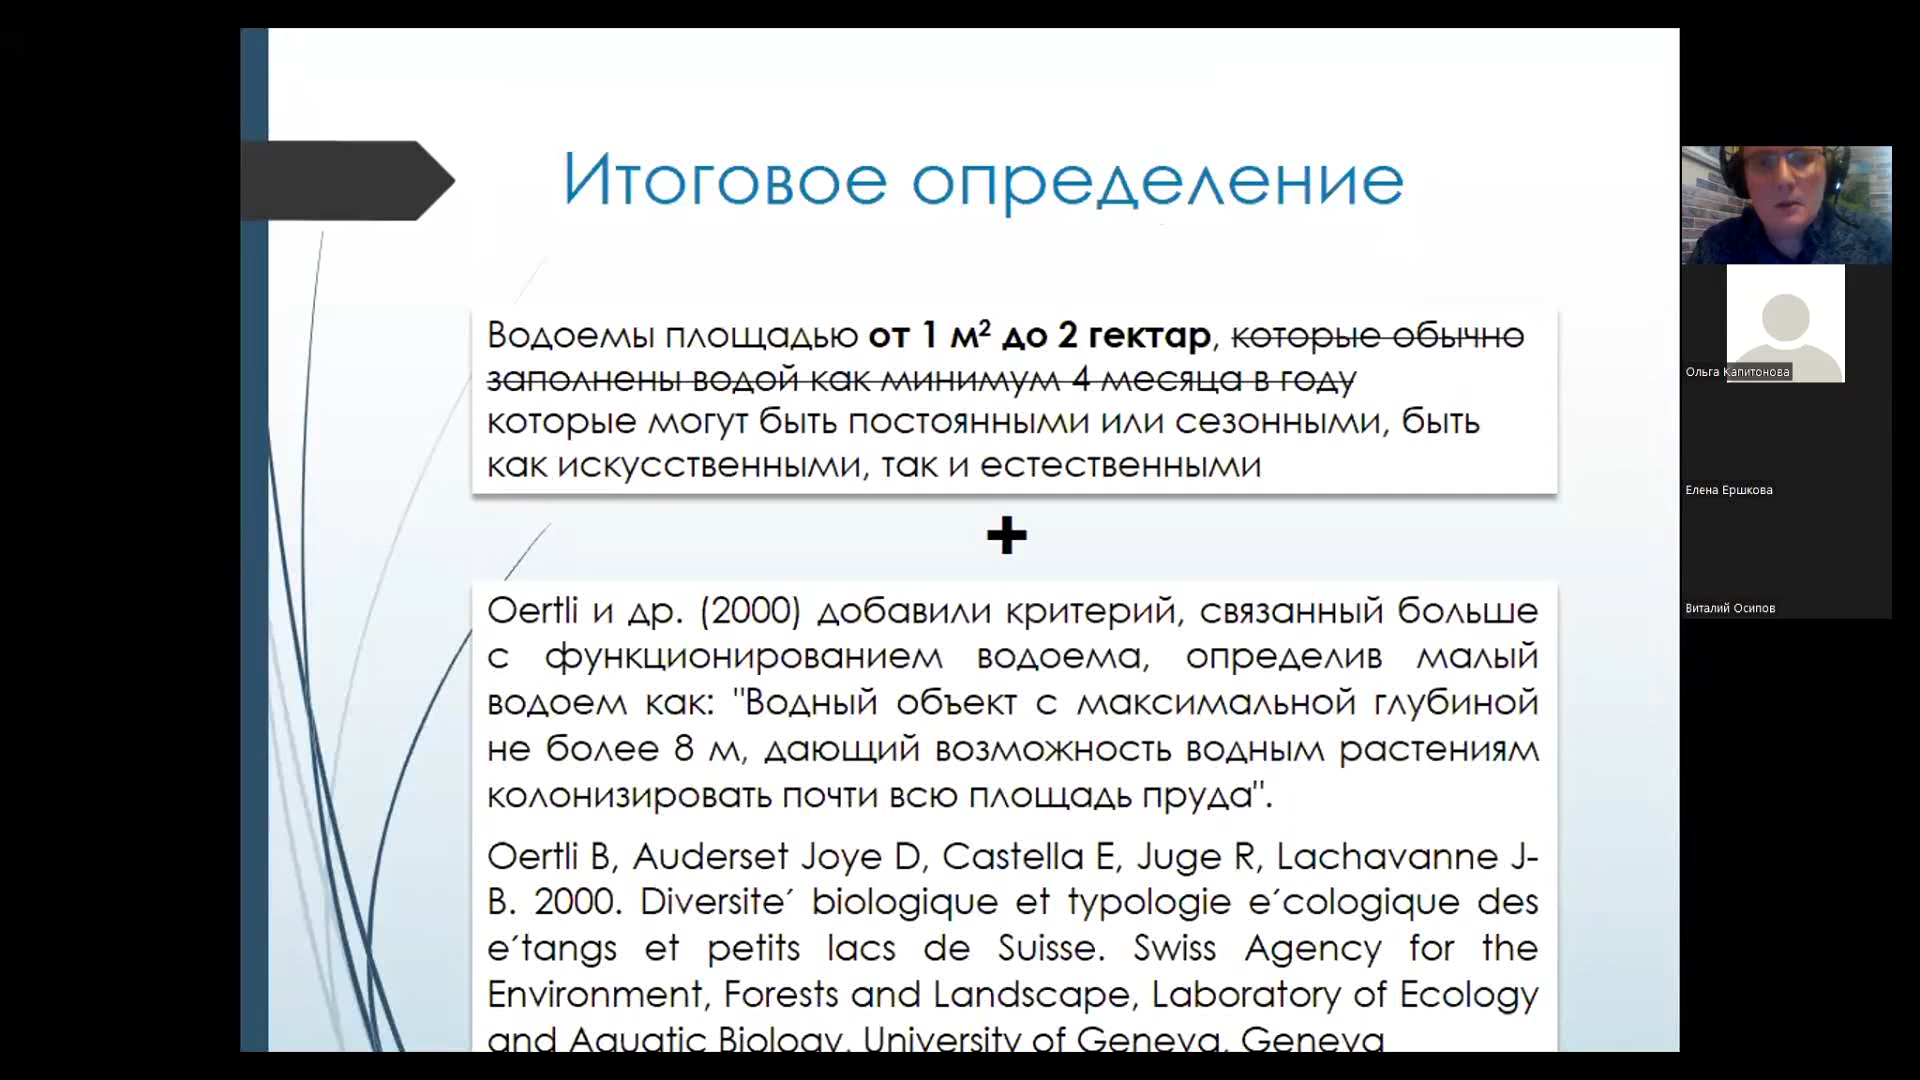 Итоговое определение
Водоемы площадью от 1 м² до 2 гектар, которые обычно
заполнены водой как минимум 4 месяца в году
которые могут быть постоянными или сезонными, быть
как искусственными, так и естественными
+
Oertli и др. (2000) добавили критерий, связанный больше
с функционированием водоема, определив малый
водоем как: "Водный объект с максимальной глубиной
не более 8 м, дающий возможность водным растениям
колонизировать почти всю площадь пруда".
Oertli B, Auderset Joye D, Castella E, Juge R, Lachavanne J-
B. 2000. Diversite´ biologique et typologie e´cologique des
e´tangs et petits lacs de Suisse. Swiss Agency for the
Environment, Forests and Landscape, Laboratory of Ecology
and Aquatic Biology, University of Geneva, Geneva
Ольга Капитонова
Елена Ершкова
Виталий Осипов